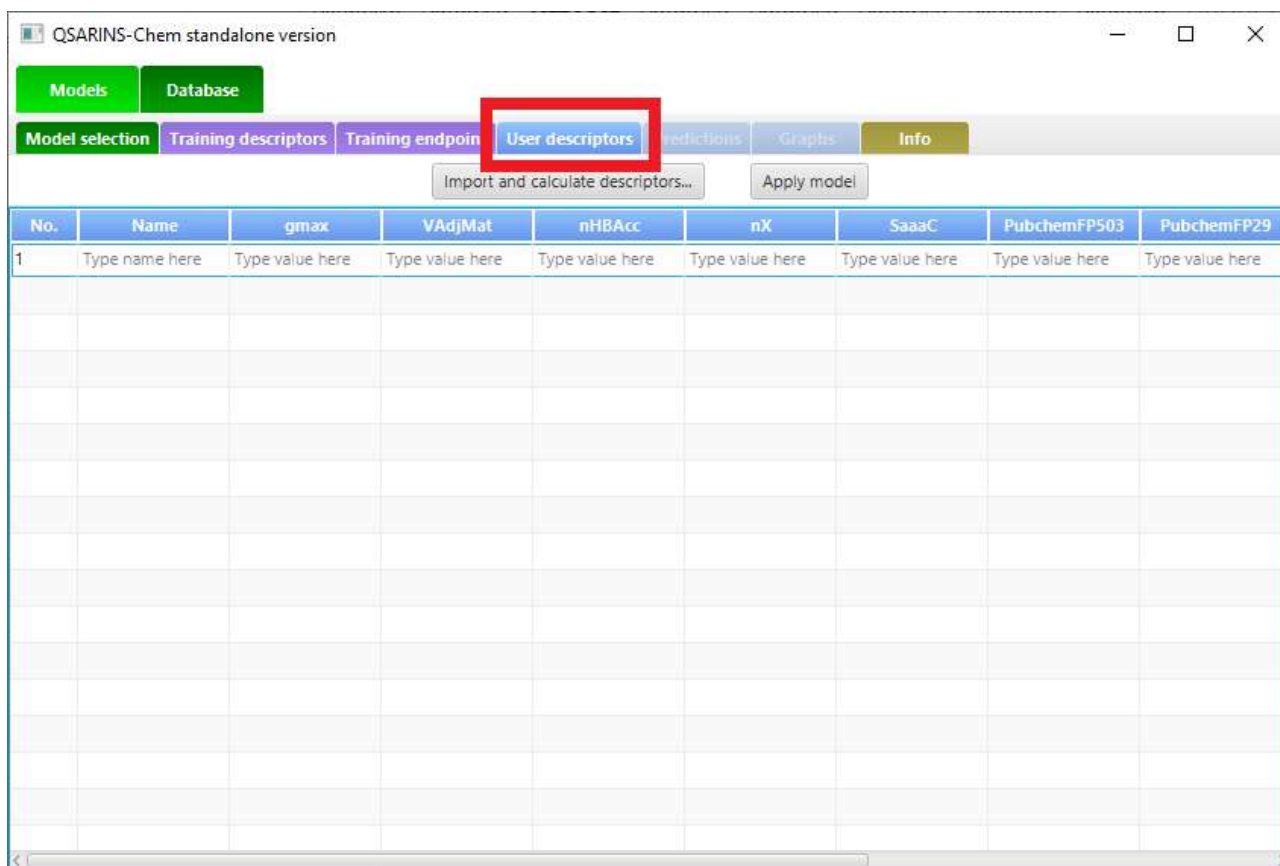 QSARINS-Chem standalone version
Models Database
Model selection Training descriptors Training endpoin User descriptors redictions Graphs Info
Import and calculate descriptors... Apply model
No. Name gmax VAdjMat nHBAcc nX SaaaC PubchemFP503 PubchemFP29
1 Type name here Type value here Type value here Type value here Type value here Type value here Type value here Type value here